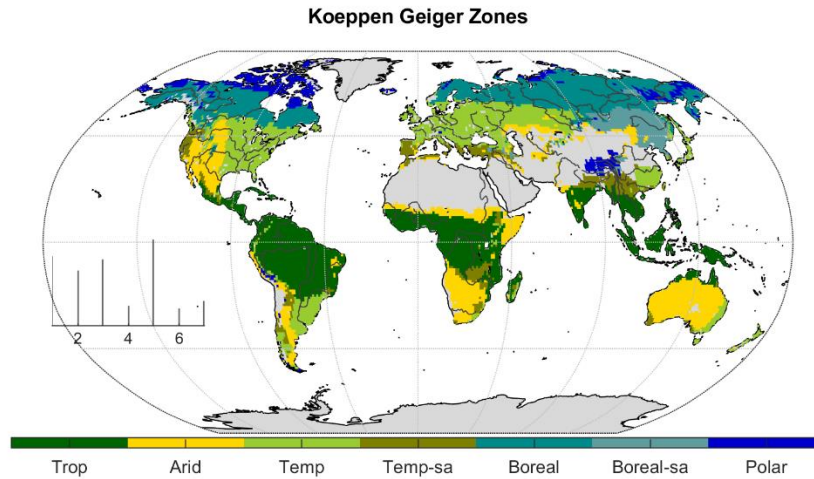 Koeppen Geiger Zones
2 4 6
Trop Arid Temp Temp-sa Boreal Boreal-sa Polar